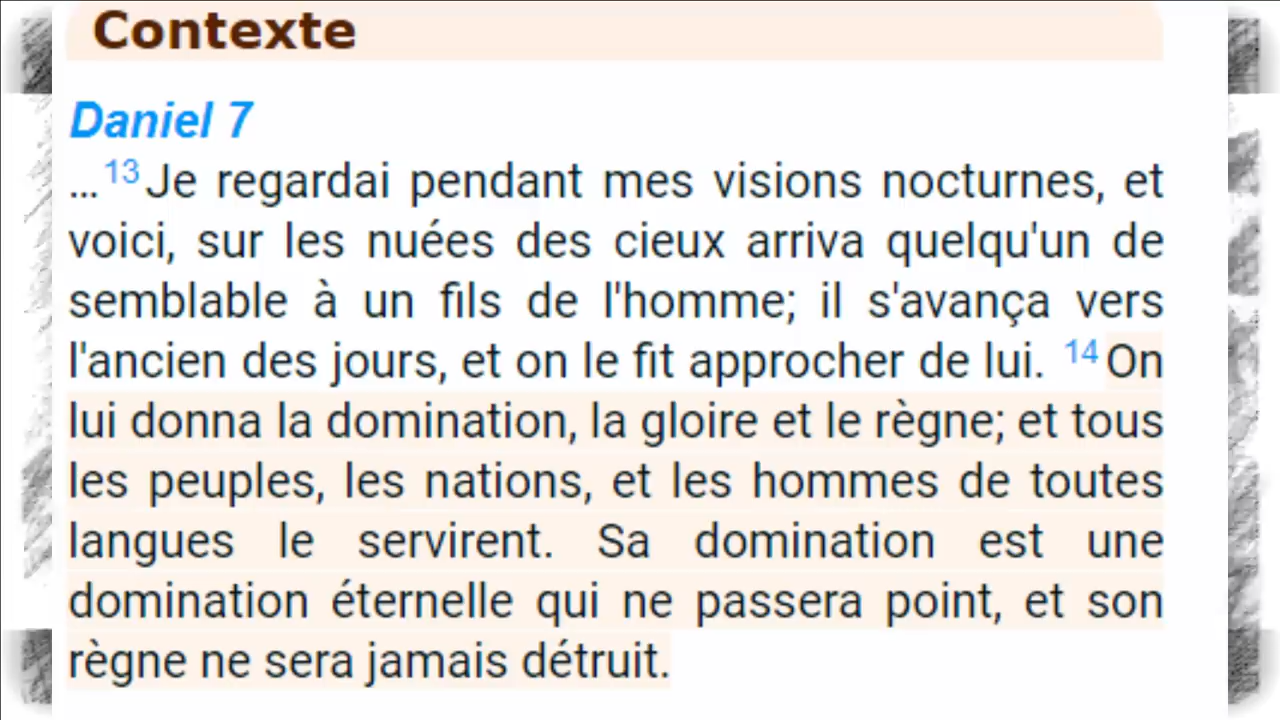 Contexte
Daniel 7
…13 Je regardai pendant mes visions nocturnes, et
voici, sur les nuées des cieux arriva quelqu'un de
semblable à un fils de l'homme; il s'avança vers
l'ancien des jours, et on le fit approcher de lui. 14 On
lui donna la domination, la gloire et le règne; et tous
les peuples, les nations, et les hommes de toutes
langues le servirent. Sa domination est une
domination éternelle qui ne passera point, et son
règne ne sera jamais détruit.